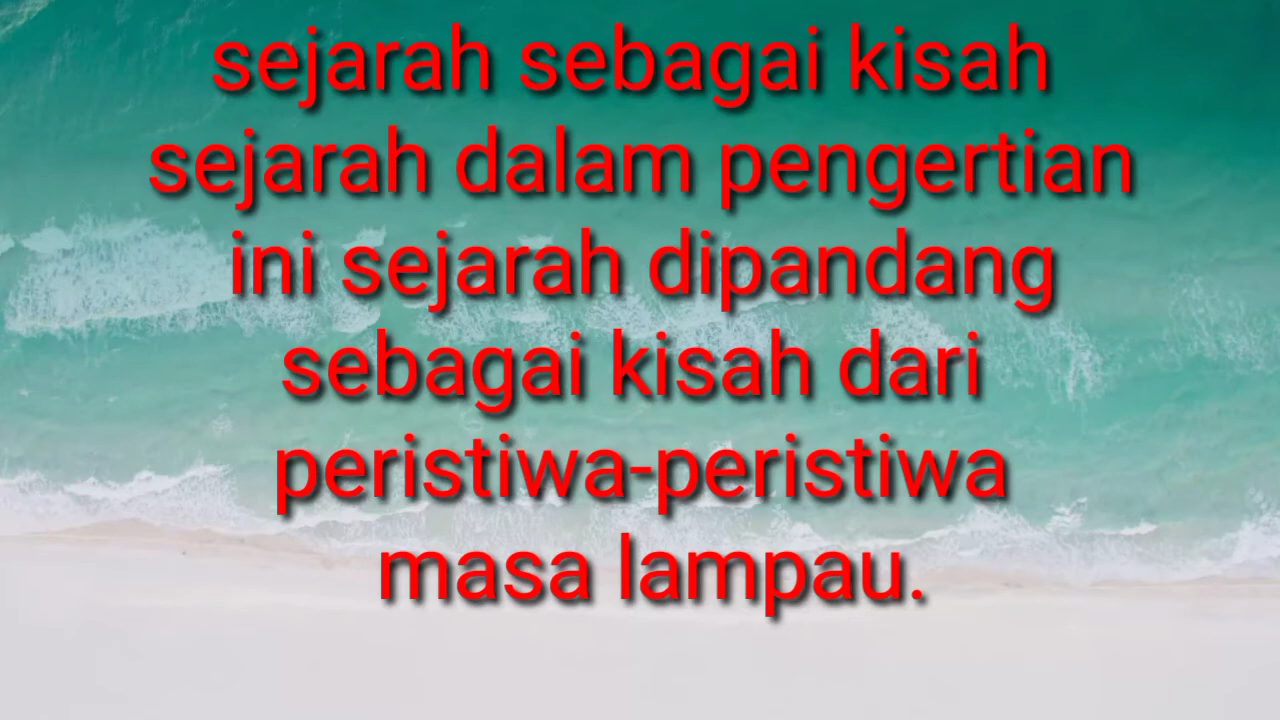 sejarah sebagai kisah
sejarah dalam pengertian
ini sejarah dipandang
sebagai kisah dari
peristiwa-peristiwa
masa lampau.